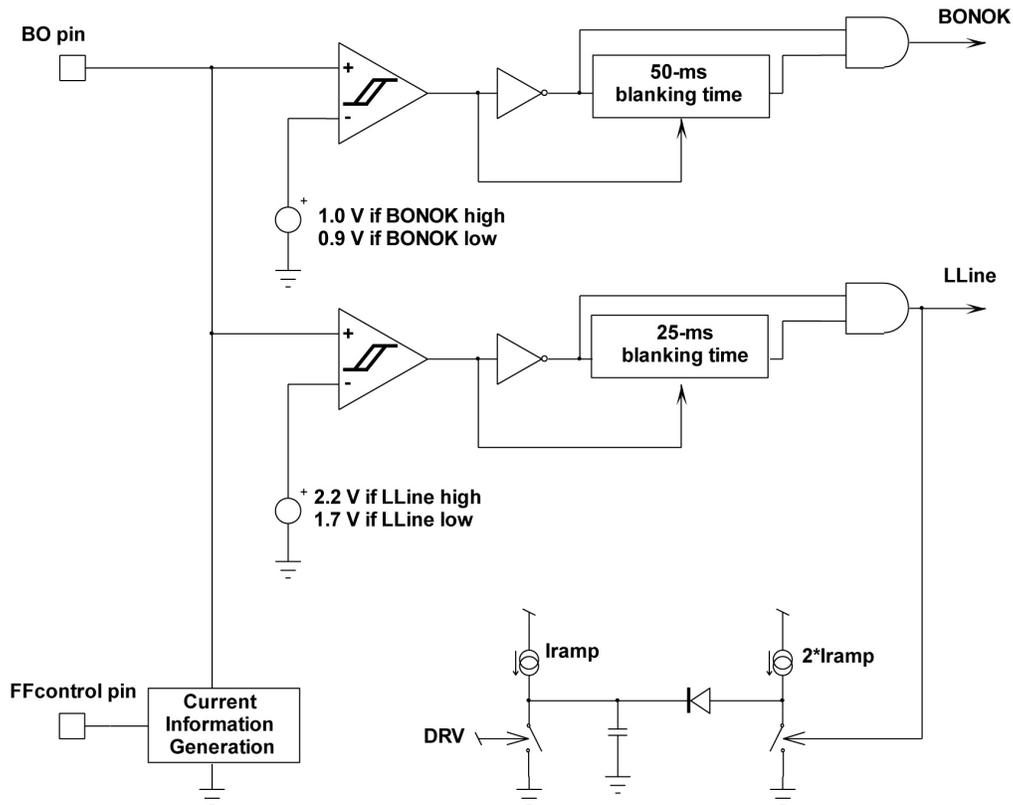 BONOK
BO pin
+
-
50-ms
blanking time
+
1.0 V if BONOK high
0.9 V if BONOK low
LLine
+
-
25-ms
blanking time
+
2.2 V if LLine high
1.7 V if LLine low
Iramp
2*Iramp
FFcontrol pin
Current
Information
Generation
DRV